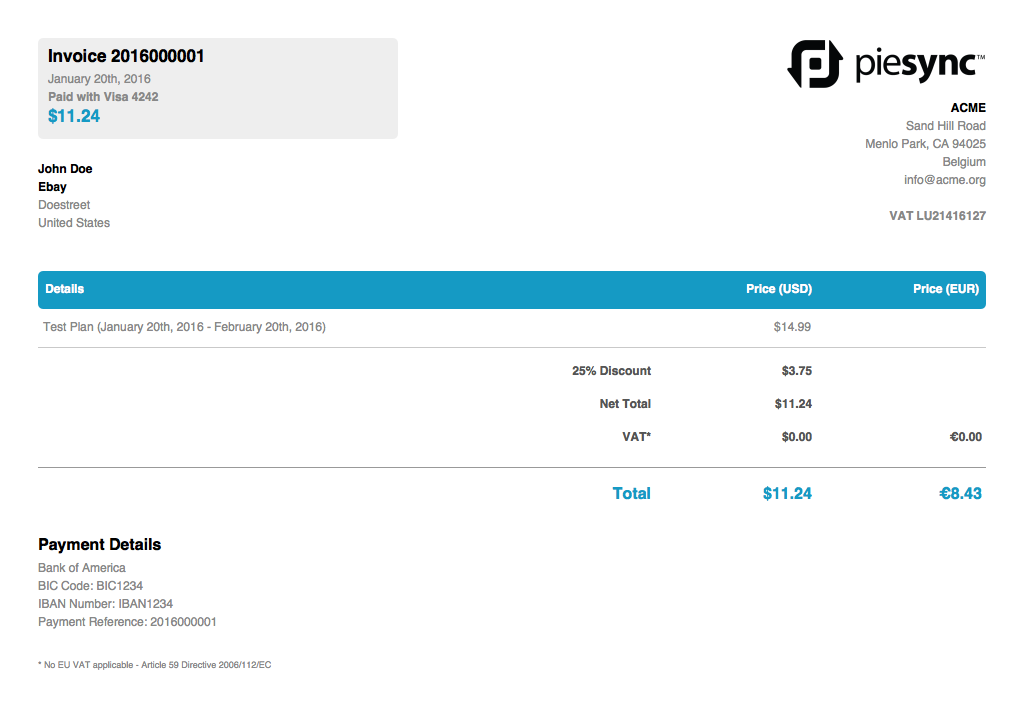 Invoice 2016000001
January 20th, 2016
Paid with Visa 4242
$11.24
piesync™
ACME
Sand Hill Road
Menlo Park, CA 94025
Belgium
info@acme.org
VAT LU21416127
John Doe
Ebay
Doestreet
United States
Details Price (USD) Price (EUR)
Test Plan (January 20th, 2016 - February 20th, 2016) $14.99
25% Discount $3.75
Net Total $11.24
VAT* $0.00 €0.00
Total $11.24 €8.43
Payment Details
Bank of America
BIC Code: BIC1234
IBAN Number: IBAN1234
Payment Reference: 2016000001
* No EU VAT applicable - Article 59 Directive 2006/112/EC